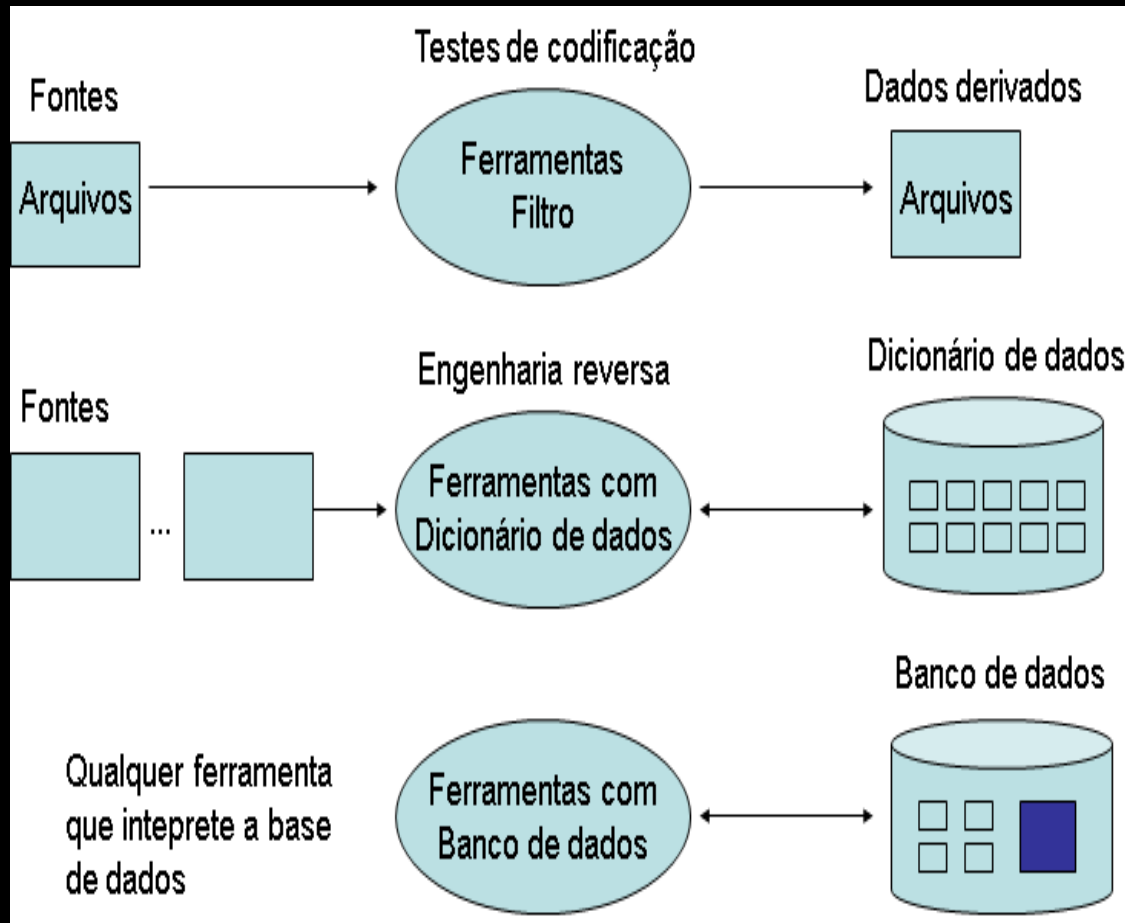 Testes de codificação
Fontes
Dados derivados
Arquivos
Ferramentas
Filtro
Arquivos
Engenharia reversa
Dicionário de dados
Fontes
...
Ferramentas com
Dicionário de dados
Banco de dados
Qualquer ferramenta
que inteprete a base
de dados
Ferramentas com
Banco de dados